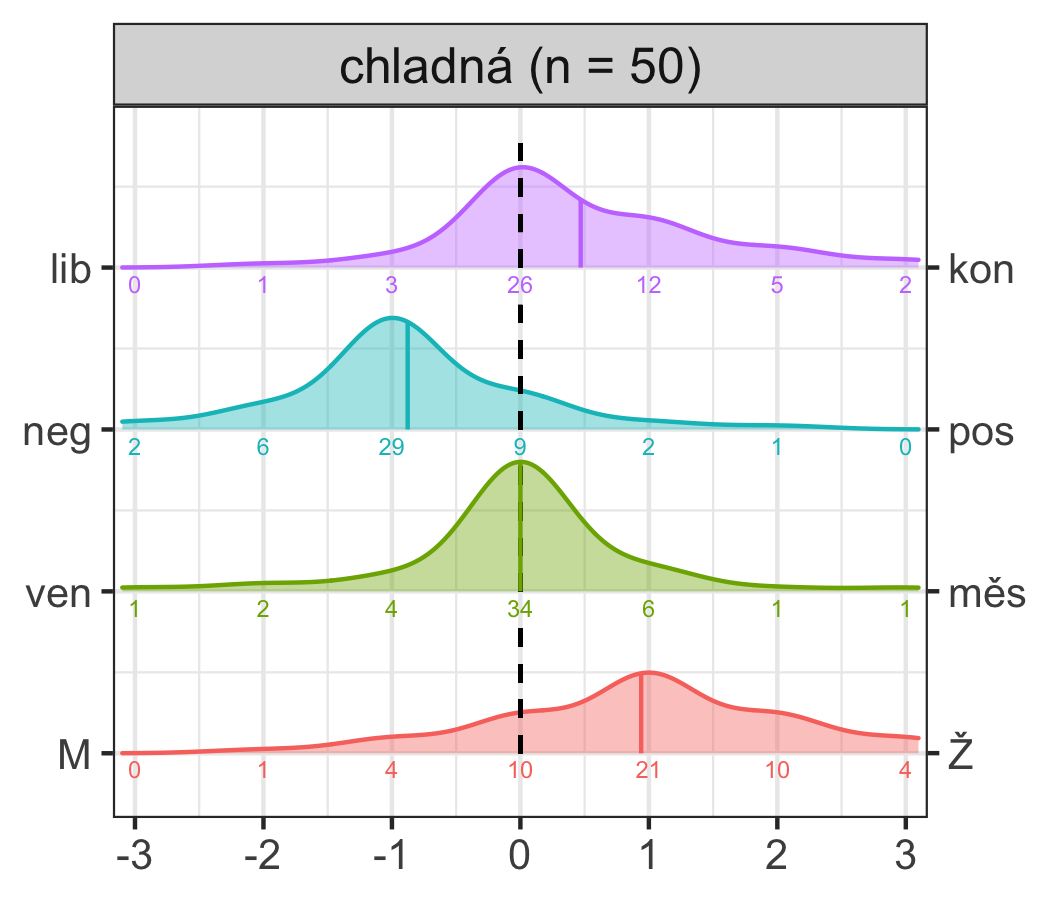 chladná (n = 50)
lib kon
0 1 3 26 12 5 2
neg pos
2 6 29 9 2 1 0
ven měs
1 2 4 34 6 1 1
M Ž
0 1 4 10 21 10 4
-3 -2 -1 0 1 2 3